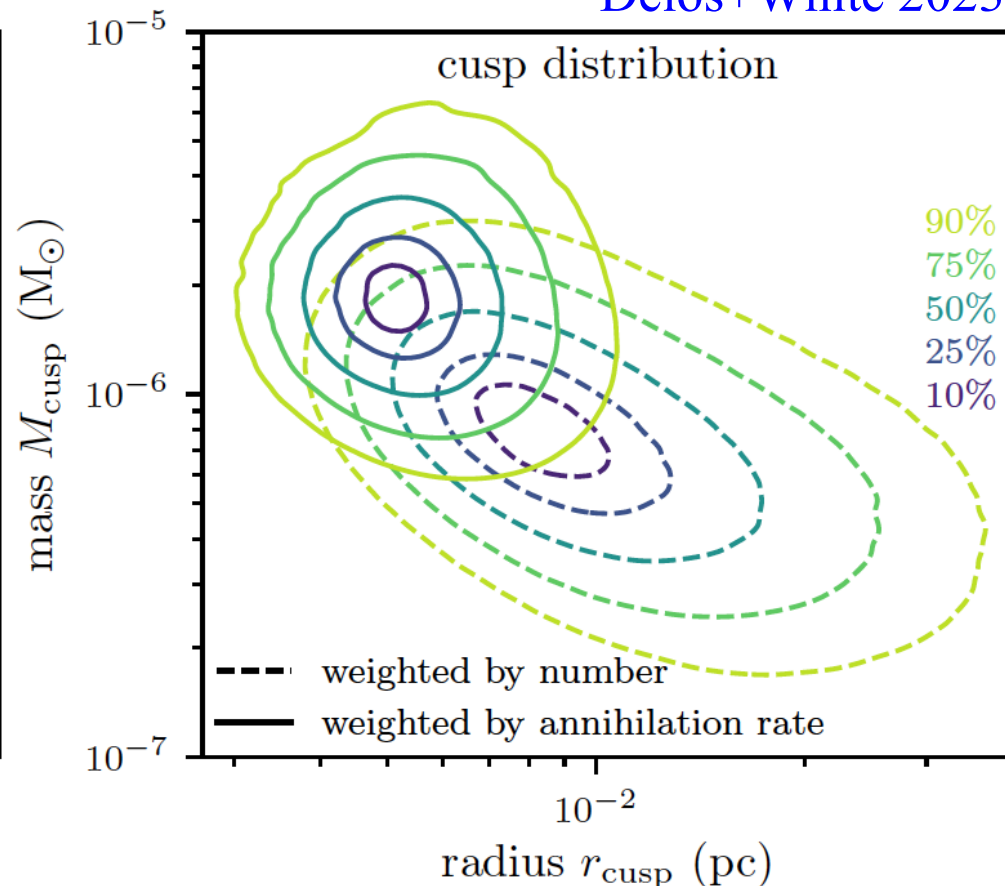 Delos+White 2023
10⁻⁵
cusp distribution
90%
75%
50%
25%
10%
10⁻⁶
mass M_cusp (M_⊙)
weighted by number
weighted by annihilation rate
10⁻⁷
10⁻²
radius r_cusp (pc)